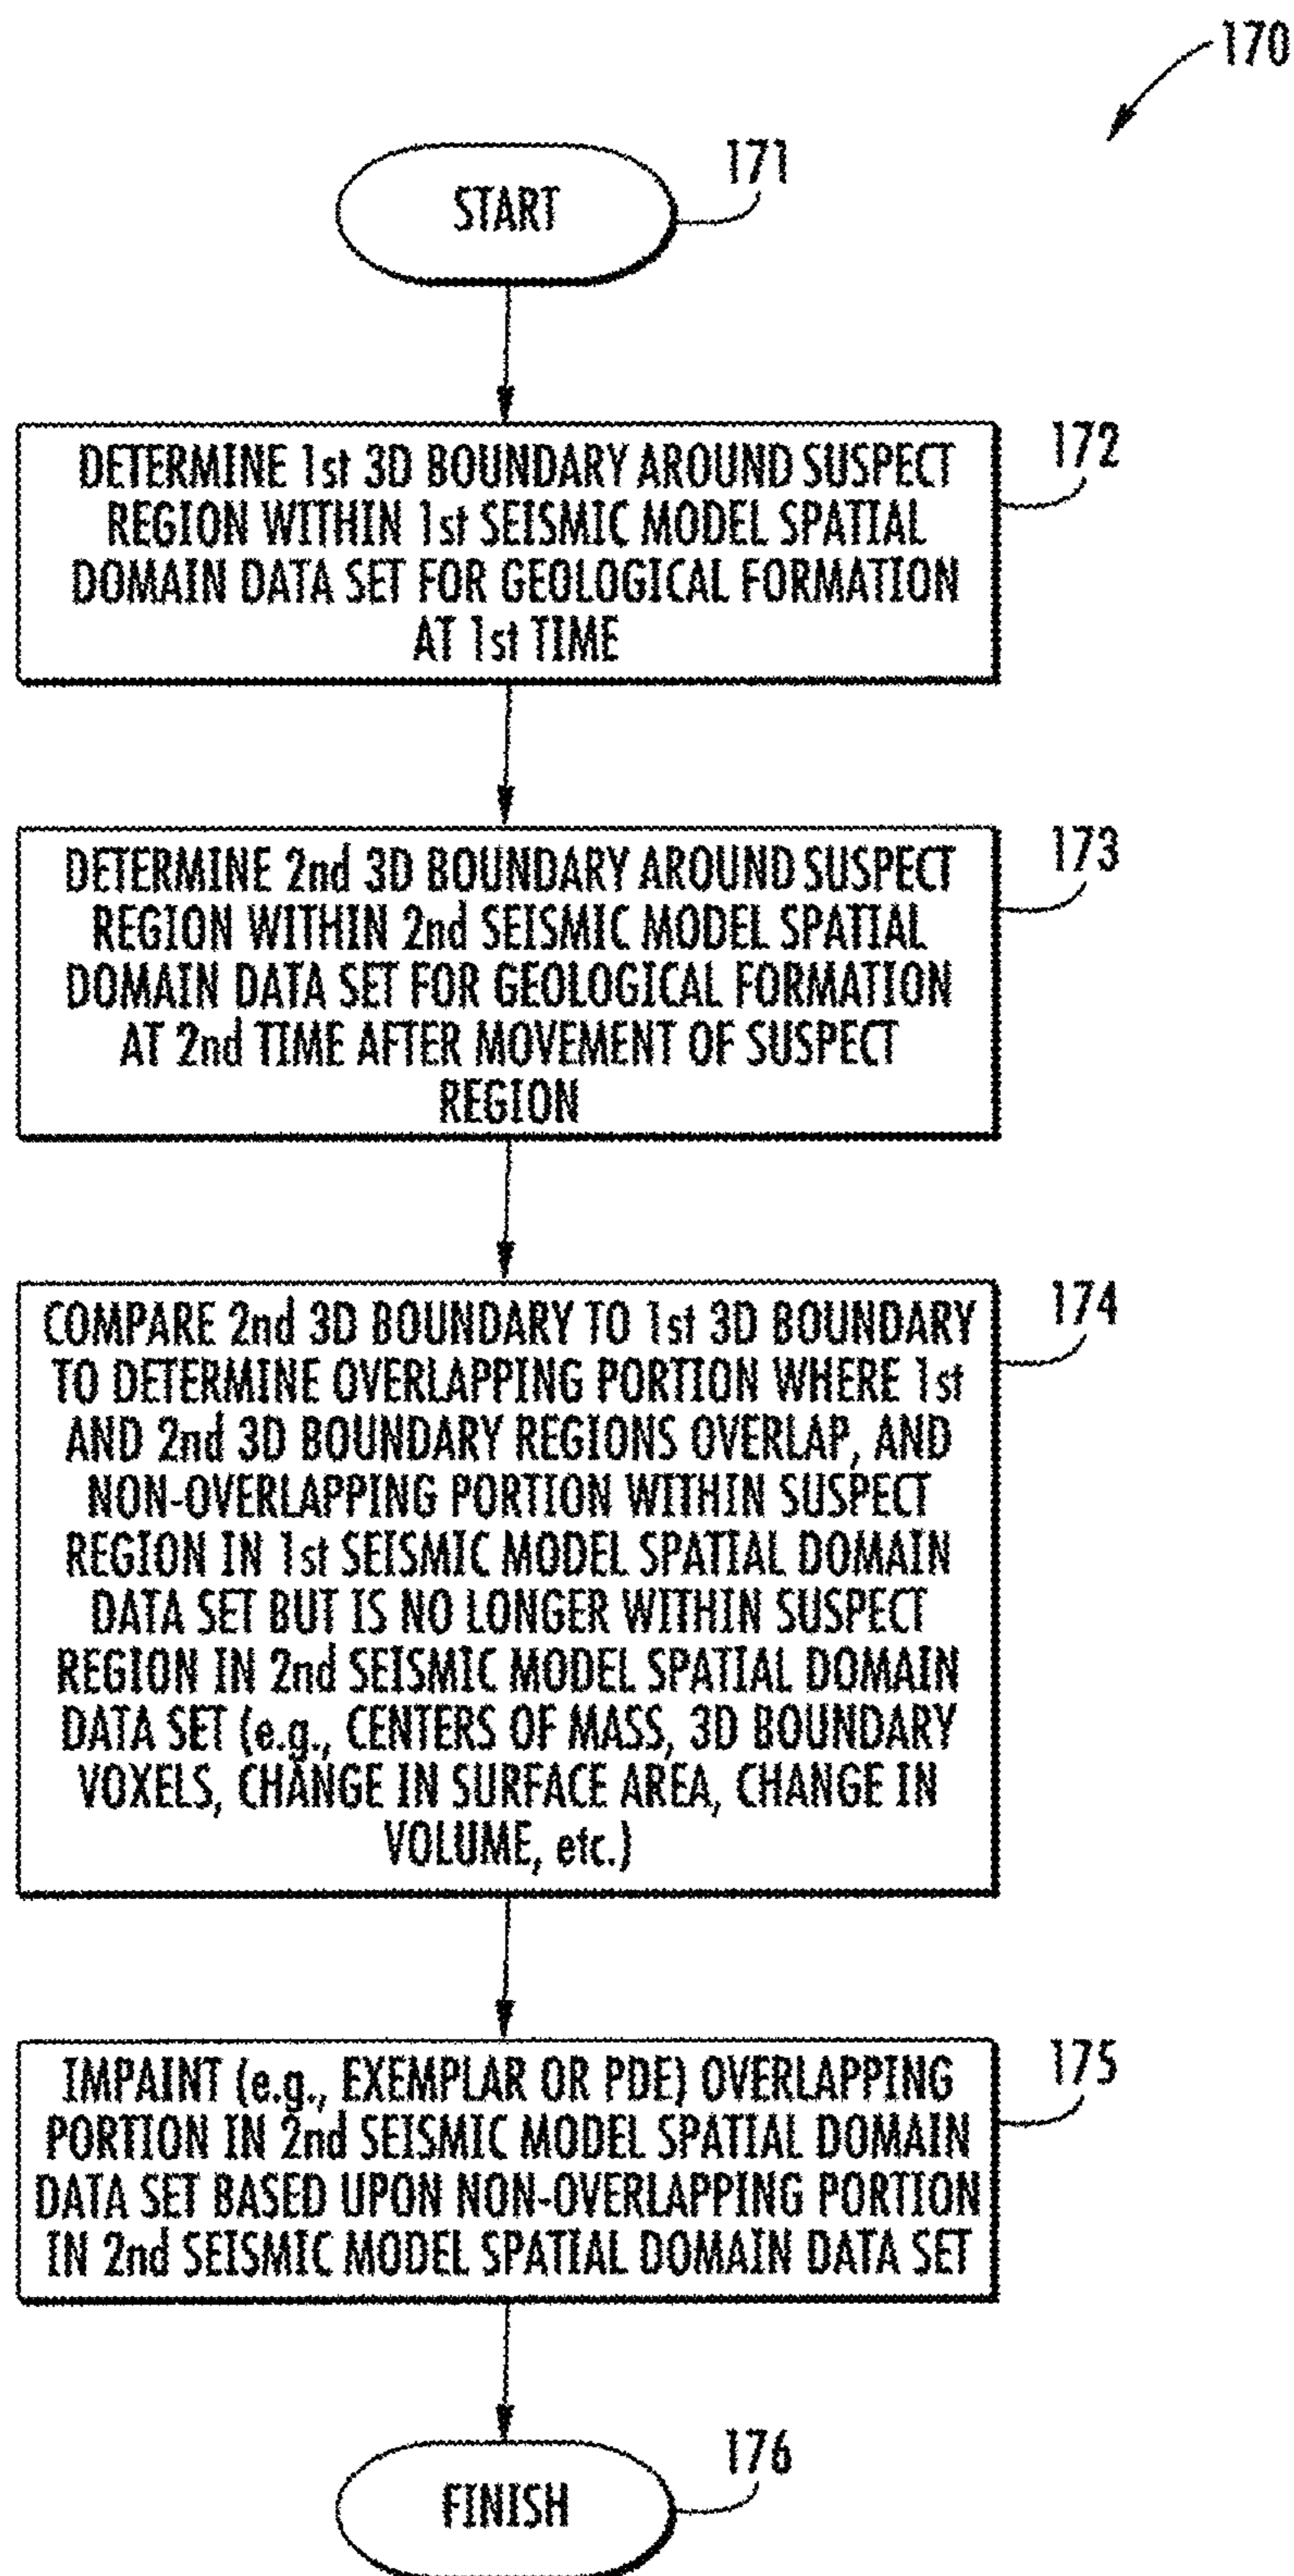 170
START
171
DETERMINE 1st 3D BOUNDARY AROUND SUSPECT
REGION WITHIN 1st SEISMIC MODEL SPATIAL
DOMAIN DATA SET FOR GEOLOGICAL FORMATION
AT 1st TIME
172
DETERMINE 2nd 3D BOUNDARY AROUND SUSPECT
REGION WITHIN 2nd SEISMIC MODEL SPATIAL
DOMAIN DATA SET FOR GEOLOGICAL FORMATION
AT 2nd TIME AFTER MOVEMENT OF SUSPECT
REGION
173
COMPARE 2nd 3D BOUNDARY TO 1st 3D BOUNDARY
TO DETERMINE OVERLAPPING PORTION WHERE 1st
AND 2nd 3D BOUNDARY REGIONS OVERLAP, AND
NON-OVERLAPPING PORTION WITHIN SUSPECT
REGION IN 1st SEISMIC MODEL SPATIAL DOMAIN
DATA SET BUT IS NO LONGER WITHIN SUSPECT
REGION IN 2nd SEISMIC MODEL SPATIAL DOMAIN
DATA SET (e.g., CENTERS OF MASS, 3D BOUNDARY
VOXELS, CHANGE IN SURFACE AREA, CHANGE IN
VOLUME, etc.)
174
IMPAINT (e.g., EXEMPLAR OR PDE) OVERLAPPING
PORTION IN 2nd SEISMIC MODEL SPATIAL DOMAIN
DATA SET BASED UPON NON-OVERLAPPING PORTION
IN 2nd SEISMIC MODEL SPATIAL DOMAIN DATA SET
175
FINISH
176